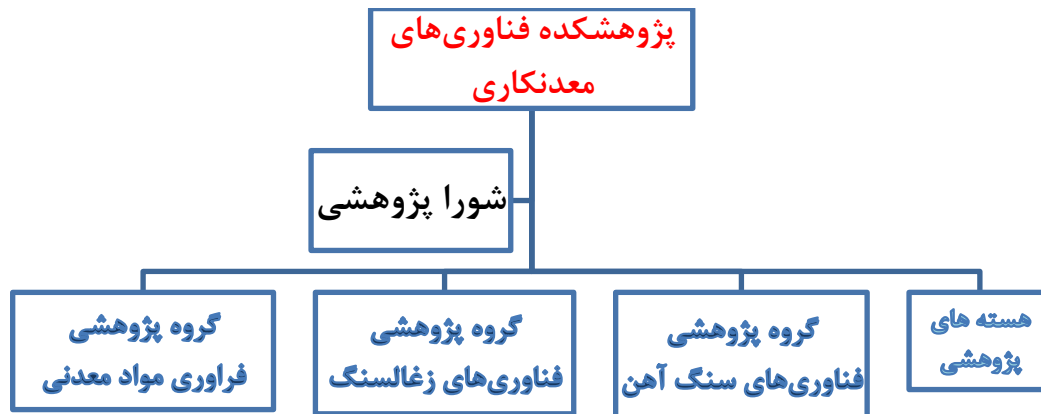 پژوهشکده فناوری‌های
معدنکاری
شورا پژوهشی
هسته های
پژوهشی
گروه پژوهشی
فناوری‌های سنگ آهن
گروه پژوهشی
فناوری‌های زغالسنگ
گروه پژوهشی
فراوری مواد معدنی